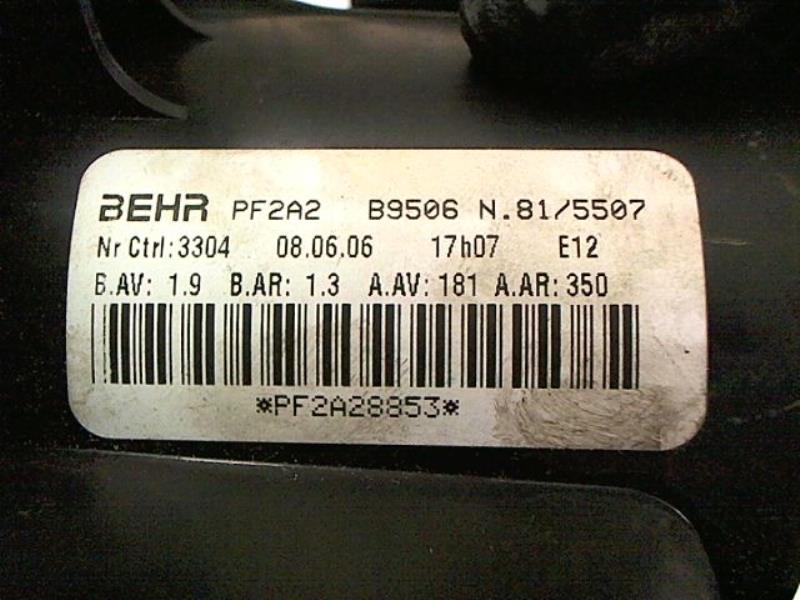 BEHR PF2A2 B9506 N.81/5507
Nr Ctrl:3304 08.06.06 17h07 E12
B.AV: 1.9 B.AR: 1.3 A.AV: 181 A.AR: 350
*PF2A28853*